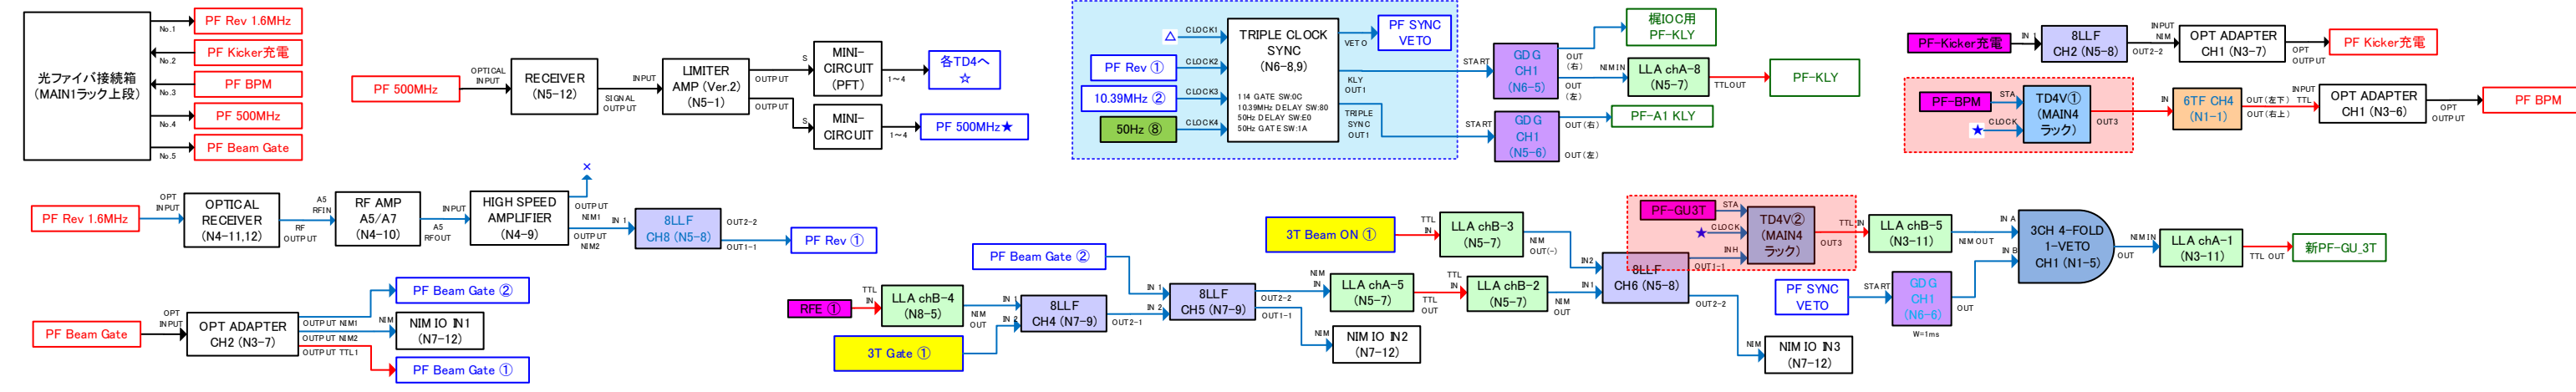 光ファイバ接続箱
(MAIN1ラック上段)
No.1
PF Rev 1.6MHz
No.2
PF Kicker充電
No.3
PF BPM
No.4
PF 500MHz
No.5
PF Beam Gate
PF 500MHz
OPTICAL
INPUT
RECEIVER
(N5-12)
SIGNAL
OUTPUT
INPUT
LIMITER
AMP (Ver.2)
(N5-1)
OUTPUT
OUTPUT
S
MINI-
CIRCUIT
(PFT)
1~4
各TD4へ
☆
S
MINI-
CIRCUIT
1~4
PF 500MHz★
△
CLOCK1
PF Rev ①
CLOCK2
10.39MHz ②
CLOCK3
50Hz ⑧
CLOCK4
TRIPLE CLOCK
SYNC
(N6-8,9)
114 GATE SW:0C
10.39MHz DELAY SW:80
50Hz DELAY SW:E0
50Hz GATE SW:1A
VETO
PF SYNC
VETO
KLY
OUT1
TRIPLE
SYNC
OUT1
START
GDG
CH1
(N6-5)
OUT
(右)
OUT
(左)
梶IOC用
PF-KLY
NIM IN
LLA chA-8
(N5-7)
TTLOUT
PF-KLY
START
GDG
CH1
(N5-6)
OUT(右)
OUT(左)
PF-A1 KLY
PF-Kicker充電
IN 1
8LLF
CH2 (N5-8)
OUT2-2
INPUT
NIM
OPT ADAPTER
CH1 (N3-7)
OPT
OUTPUT
PF Kicker充電
PF-BPM
STA
★
CLOCK
TD4V①
(MAIN4
ラック)
OUT3
IN
6TF CH4
(N1-1)
OUT(左下)
OUT(右上)
INPUT
TTL
OPT ADAPTER
CH1 (N3-6)
OPT
OUTPUT
PF BPM
PF Rev 1.6MHz
OPT
INPUT
OPTICAL
RECEIVER
(N4-11,12)
RF
OUTPUT
A5
RFIN
RF AMP
A5/A7
(N4-10)
A5
RFOUT
INPUT
HIGH SPEED
AMPLIFIER
(N4-9)
×
OUTPUT
NIM1
OUTPUT
NIM2
IN 1
8LLF
CH8 (N5-8)
OUT2-2
OUT1-1
PF Rev ①
PF Beam Gate
OPT
INPUT
OPT ADAPTER
CH2 (N3-7)
OUTPUT NIM1
OUTPUT NIM2
OUTPUT TTL1
PF Beam Gate ②
NIM
NIM IO IN1
(N7-12)
PF Beam Gate ①
RFE ①
TTL
IN
LLA chB-4
(N8-5)
NIM
OUT
3T Gate ①
IN 1
IN 2
8LLF
CH4 (N7-9)
OUT2-1
PF Beam Gate ②
IN 1
IN 2
8LLF
CH5 (N7-9)
OUT2-2
OUT1-1
NIM
IN
LLA chA-5
(N5-7)
TTL
OUT
NIM
NIM IO IN2
(N7-12)
TTL
IN
LLA chB-2
(N5-7)
NIM
OUT
3T Beam ON ①
TTL
IN
LLA chB-3
(N5-7)
NIM
OUT(-)
IN2
IN1
8LLF
CH6 (N5-8)
OUT1-1
OUT2-2
NIM
NIM IO IN3
(N7-12)
PF-GU3T
STA
★
CLOCK
INH
TD4V②
(MAIN4
ラック)
OUT3
TTL IN
LLA chB-5
(N3-11)
NIM OUT
PF SYNC
VETO
START
GDG
CH1
(N6-6)
W=1ms
OUT
IN A
IN B
3CH 4-FOLD
1-VETO
CH1 (N1-5)
OUT
NIM IN
LLA chA-1
(N3-11)
TTL OUT
新PF-GU_3T